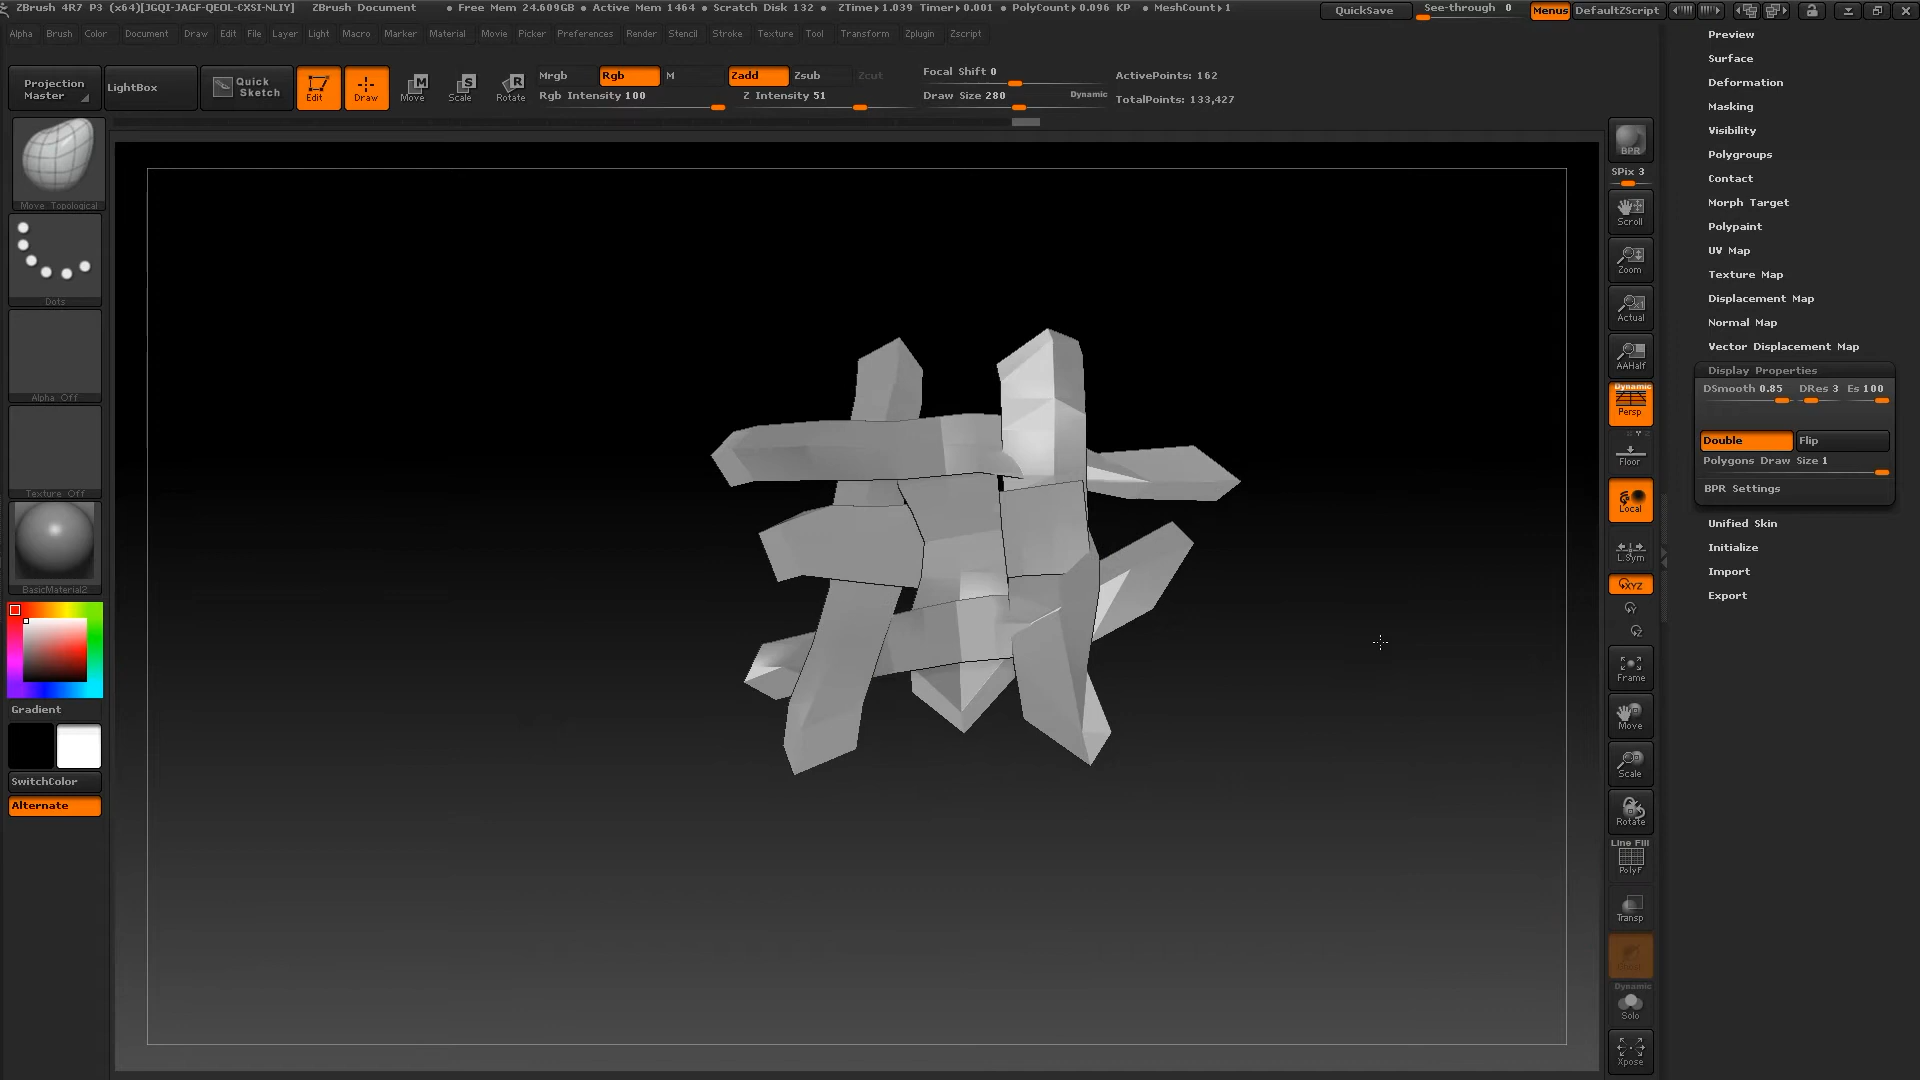 ZBrush 4R7 P3 (x64)[JGQI-JAGF-QEOL-CXSI-NLIY] ZBrush Document • Free Mem 24.609GB • Active Mem 1464 • Scratch Disk 132 • ZTime▸1.039 Timer▸0.001 • PolyCount▸0.096 KP • MeshCount▸1 QuickSave See-through 0 Menus DefaultZScript
Alpha Brush Color Document Draw Edit File Layer Light Macro Marker Material Movie Picker Preferences Render Stencil Stroke Texture Tool Transform Zplugin Zscript
Projection Master
LightBox
Quick Sketch
Edit
Draw
Move
Scale
Rotate
Mrgb Rgb M
Rgb Intensity 100
Zadd Zsub Zcut
Z Intensity 51
Focal Shift 0
Draw Size 280 Dynamic
ActivePoints: 162
TotalPoints: 133,427
Move Topological
Dots
Alpha Off
Texture Off
BasicMaterial2
Gradient
SwitchColor
Alternate
BPR
SPix 3
Scroll
Zoom
Actual
AAHalf
Dynamic
Persp
Floor
Local
L.Sym
XYZ
Y
Z
Frame
Move
Scale
Rotate
Line Fill
PolyF
Transp
Dynamic
Solo
Xpose
Preview
Surface
Deformation
Masking
Visibility
Polygroups
Contact
Morph Target
Polypaint
UV Map
Texture Map
Displacement Map
Normal Map
Vector Displacement Map
Display Properties
DSmooth 0.85 DRes 3 Es 100
Double Flip
Polygons Draw Size 1
BPR Settings
Unified Skin
Initialize
Import
Export